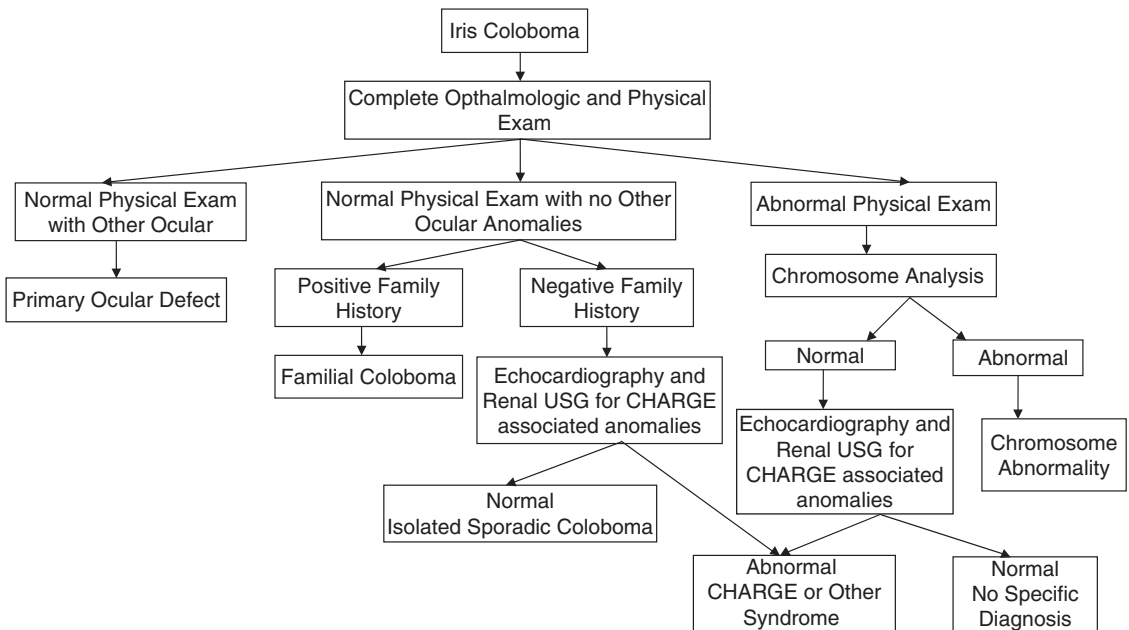 Iris Coloboma
Complete Opthalmologic and Physical
Exam
Normal Physical Exam
with Other Ocular
Normal Physical Exam with no Other
Ocular Anomalies
Abnormal Physical Exam
Primary Ocular Defect
Positive Family
History
Negative Family
History
Chromosome Analysis
Familial Coloboma
Echocardiography and
Renal USG for CHARGE
associated anomalies
Normal
Abnormal
Echocardiography and
Renal USG for
CHARGE associated
anomalies
Chromosome
Abnormality
Normal
Isolated Sporadic Coloboma
Abnormal
CHARGE or Other
Syndrome
Normal
No Specific
Diagnosis